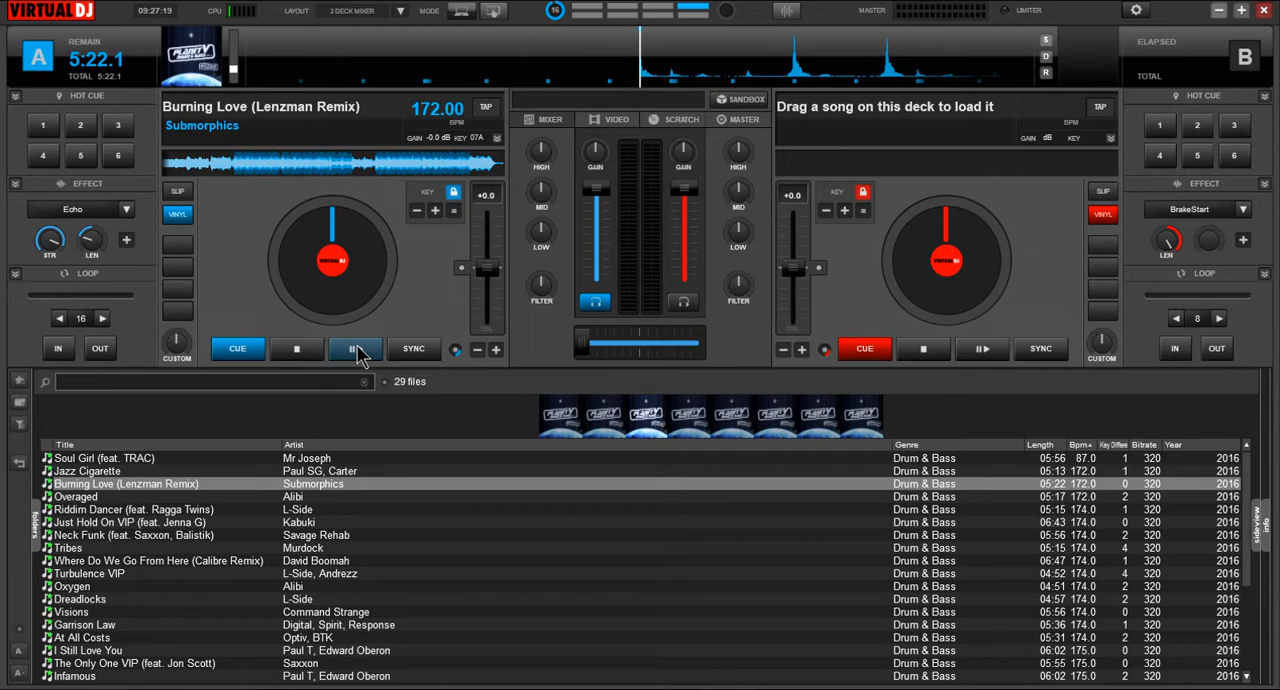 VIRTUAL DJ
09:27:19
CPU
LAYOUT
2 DECK MIXER
MODE
16
MASTER
LIMITER
A
REMAIN
5:22.1
TOTAL 5:22.1
S
D
R
ELAPSED
TOTAL
B
HOT CUE
1 2 3
4 5 6
EFFECT
Echo
STR LEN
LOOP
16
IN OUT
Burning Love (Lenzman Remix)
Submorphics
172.00
BPM
TAP
GAIN -0.0 dB KEY 07A
SLIP
VINYL
KEY
+0.0
VIRTUAL DJ
CUSTOM
CUE
SYNC
SANDBOX
MIXER
VIDEO
SCRATCH
MASTER
HIGH
MID
LOW
FILTER
GAIN
GAIN
HIGH
MID
LOW
FILTER
Drag a song on this deck to load it
TAP
BPM
GAIN dB KEY
+0.0
KEY
SLIP
VINYL
VIRTUAL DJ
CUE
SYNC
CUSTOM
HOT CUE
1 2 3
4 5 6
EFFECT
BrakeStart
LEN
LOOP
8
IN OUT
29 files
folders
sideview
info
Title Artist Genre Length Bpm Key Differe Bitrate Year
Soul Girl (feat. TRAC) Mr Joseph Drum & Bass 05:56 87.0 1 320 2016
Jazz Cigarette Paul SG, Carter Drum & Bass 05:13 172.0 1 320 2016
Burning Love (Lenzman Remix) Submorphics Drum & Bass 05:22 172.0 0 320 2016
Overaged Alibi Drum & Bass 05:17 172.0 2 320 2016
Riddim Dancer (feat. Ragga Twins) L-Side Drum & Bass 05:15 174.0 1 320 2016
Just Hold On VIP (feat. Jenna G) Kabuki Drum & Bass 06:43 174.0 0 320 2016
Neck Funk (feat. Saxxon, Balistik) Savage Rehab Drum & Bass 05:56 174.0 2 320 2016
Tribes Murdock Drum & Bass 05:15 174.0 4 320 2016
Where Do We Go From Here (Calibre Remix) David Boomah Drum & Bass 06:47 174.0 1 320 2016
Turbulence VIP L-Side, Andrezz Drum & Bass 04:52 174.0 4 320 2016
Oxygen Alibi Drum & Bass 04:51 174.0 2 320 2016
Dreadlocks L-Side Drum & Bass 04:57 174.0 2 320 2016
Visions Command Strange Drum & Bass 05:56 174.0 0 320 2016
Garrison Law Digital, Spirit, Response Drum & Bass 05:36 174.0 1 320 2016
At All Costs Optiv, BTK Drum & Bass 05:31 174.0 2 320 2016
I Still Love You Paul T, Edward Oberon Drum & Bass 06:02 175.0 0 320 2016
The Only One VIP (feat. Jon Scott) Saxxon Drum & Bass 05:55 175.0 0 320 2016
Infamous Paul T, Edward Oberon Drum & Bass 06:02 175.0 2 320 2016